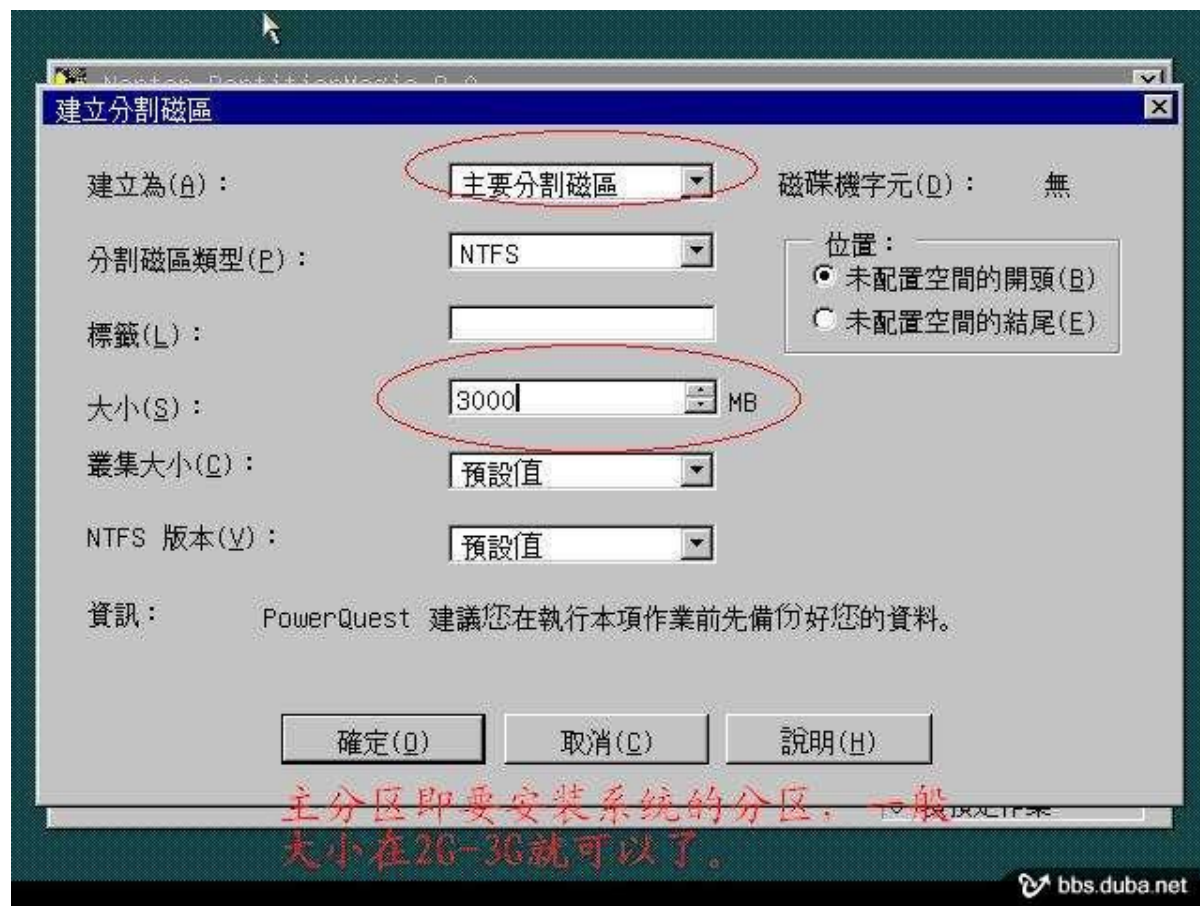 Norton PartitionMagic 8.0
建立分割磁區
建立為(A)： 主要分割磁區 磁碟機字元(D)： 無
分割磁區類型(P)： NTFS
位置：
未配置空間的開頭(B)
未配置空間的結尾(E)
標籤(L)：
大小(S)： 3000 MB
叢集大小(C)： 預設值
NTFS 版本(V)： 預設值
資訊： PowerQuest 建議您在執行本項作業前先備份好您的資料。
確定(O) 取消(C) 說明(H)
主分区即要安装系统的分区，一般
大小在2G-3G就可以了。
bbs.duba.net